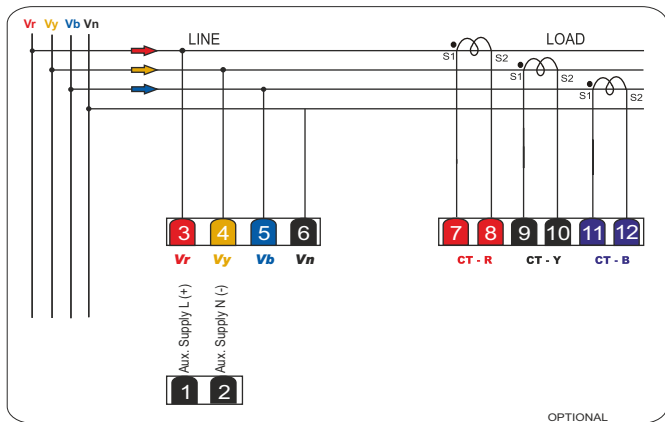 Vr Vy Vb Vn
LINE
LOAD
S1 S2
S1 S2
S1 S2
3 4 5 6
7 8 9 10 11 12
Vr Vy Vb Vn
CT - R CT - Y CT - B
Aux. Supply L (+)
Aux. Supply N (-)
1 2
OPTIONAL